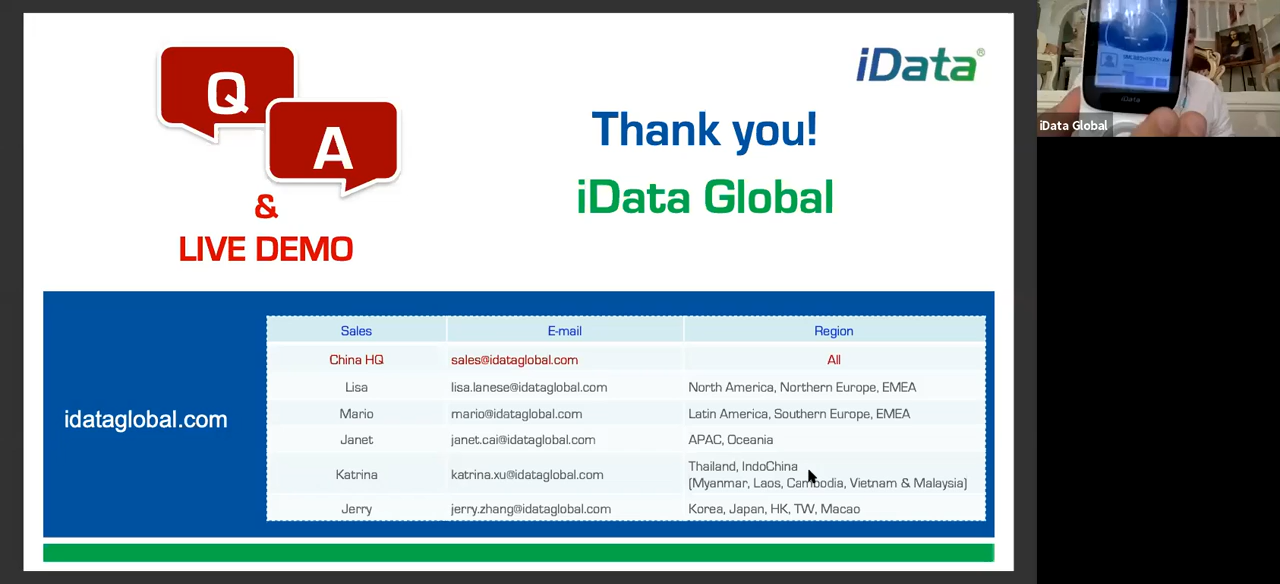 Q
A
&
LIVE DEMO
iData®
Thank you!
iData Global
idataglobal.com
Sales E-mail Region
China HQ sales@idataglobal.com All
Lisa lisa.lanese@idataglobal.com North America, Northern Europe, EMEA
Mario mario@idataglobal.com Latin America, Southern Europe, EMEA
Janet janet.cai@idataglobal.com APAC, Oceania
Katrina katrina.xu@idataglobal.com Thailand, IndoChina
(Myanmar, Laos, Cambodia, Vietnam & Malaysia)
Jerry jerry.zhang@idataglobal.com Korea, Japan, HK, TW, Macao
iData
iData Global